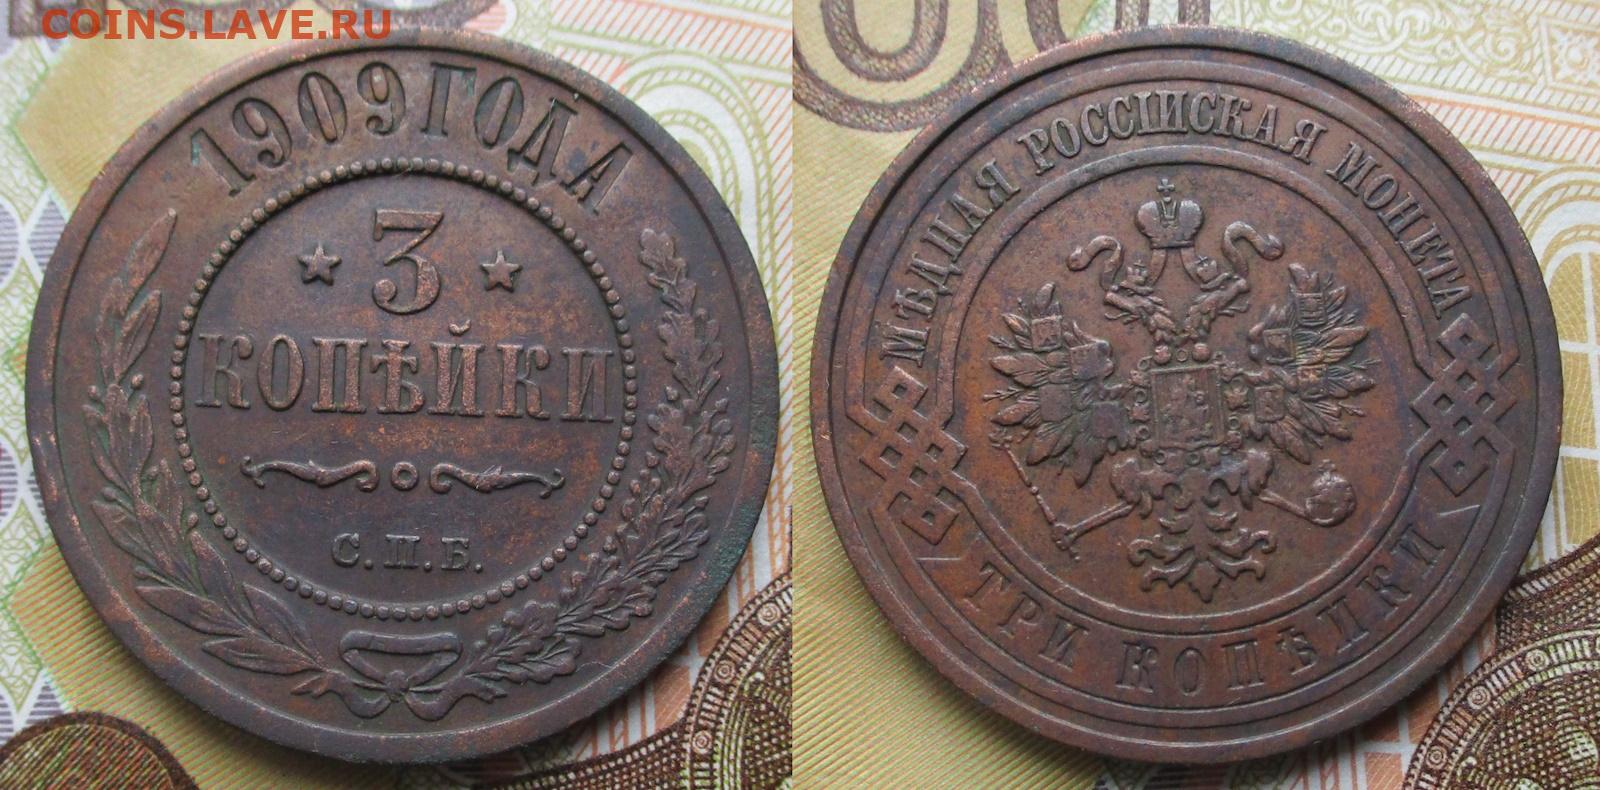 COINS.LAVE.RU
1909 ГОДА
3
КОПѢЙКИ
С.П.Б.
МѢДНАЯ РОССІЙСКАЯ МОНЕТА
ТРИ КОПѢЙКИ